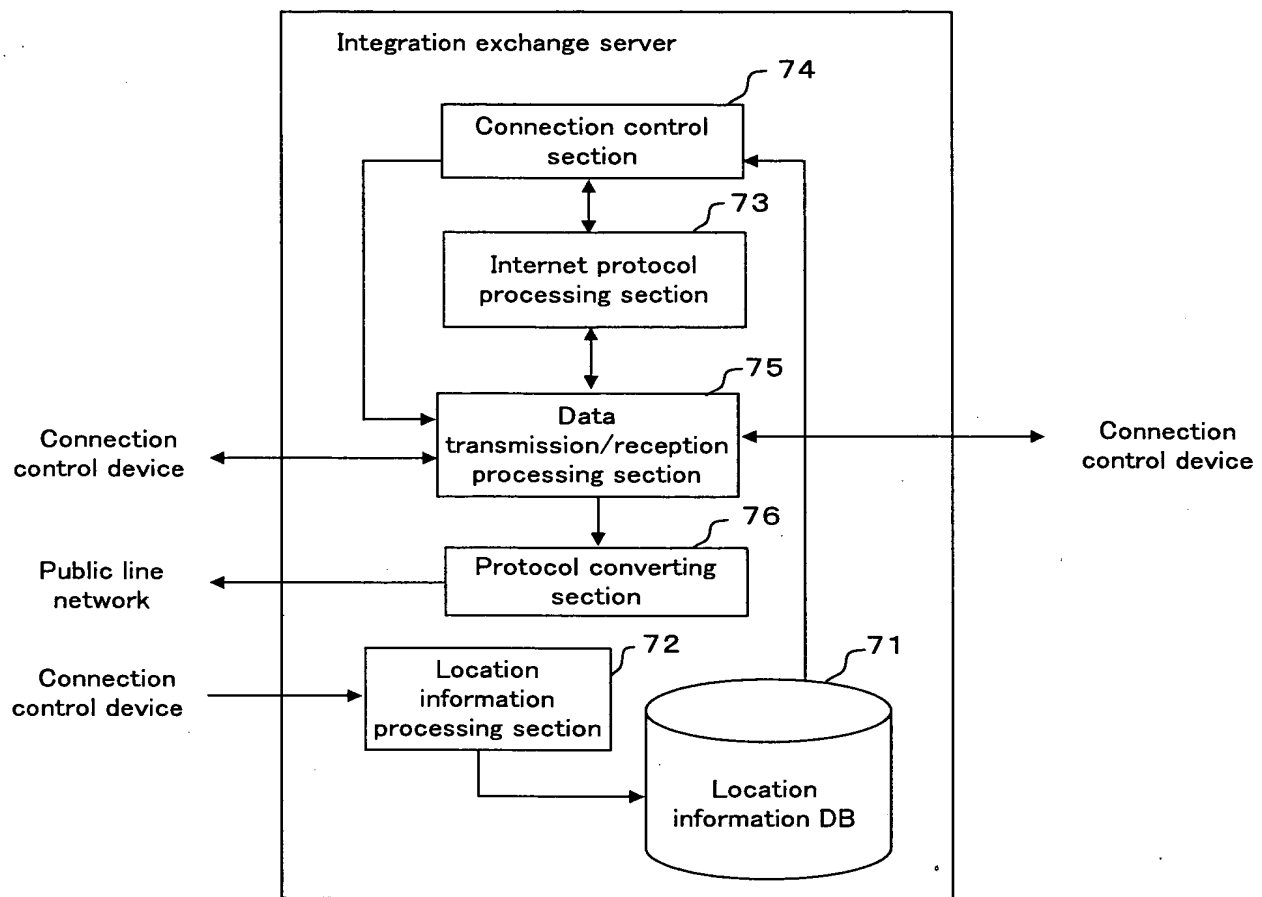 Integration exchange server
74
Connection control
section
73
Internet protocol
processing section
75
Data
transmission/reception
processing section
Connection
control device
Connection
control device
76
Protocol converting
section
Public line
network
72
Location
information
processing section
Connection
control device
71
Location
information DB